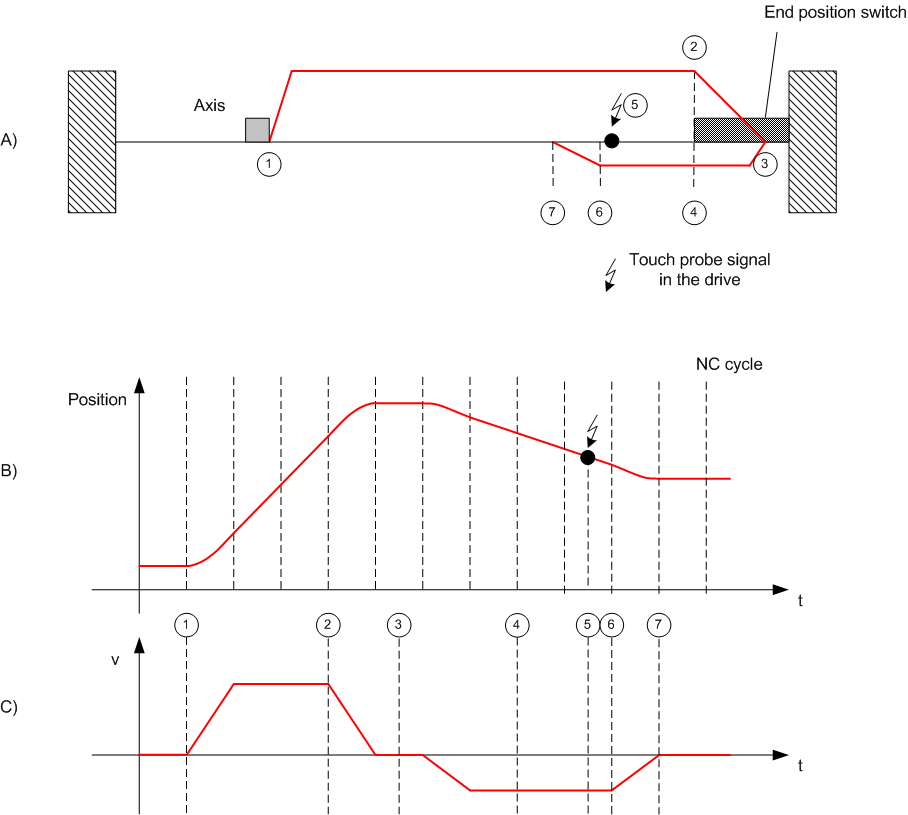 End position switch
2
Axis
5
A)
1
3
7
6
4
Touch probe signal
in the drive
NC cycle
Position
B)
t
1
2
3
4
5
6
7
v
C)
t